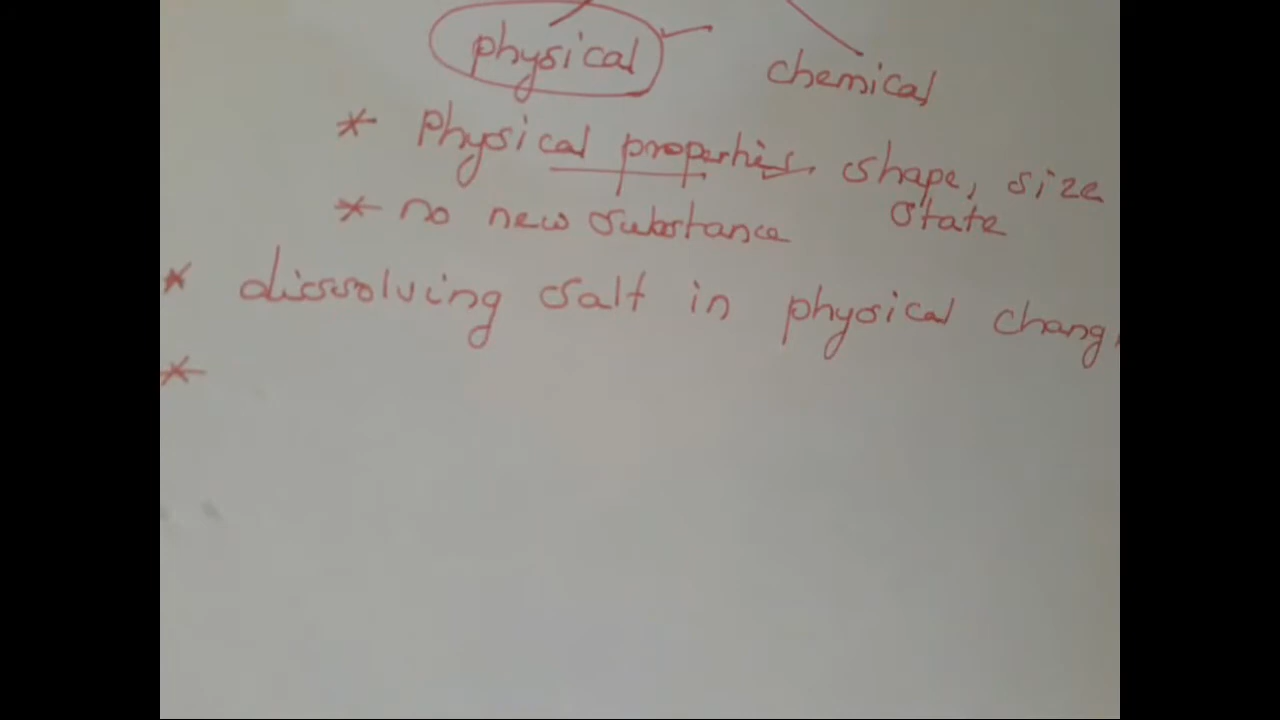 physical chemical
* Physical properties. shape, size
state
* no new substance
* dissolving salt in physical chang
*